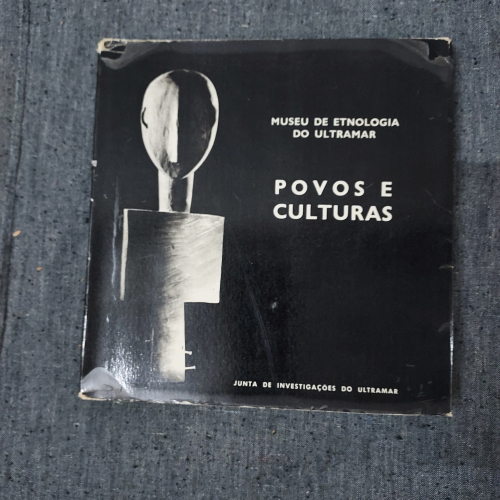 MUSEU DE ETNOLOGIA
DO ULTRAMAR
POVOS E
CULTURAS
JUNTA DE INVESTIGAÇÕES DO ULTRAMAR